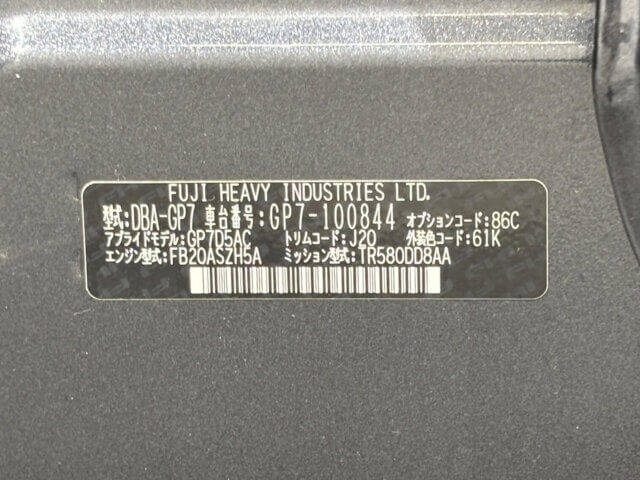 FUJI HEAVY INDUSTRIES LTD.
型式:DBA-GP7 車台番号:GP7-100844 オプションコード:86C
アプライドモデル:GP7D5AC トリムコード:J20 外装色コード:61K
エンジン型式:FB20ASZH5A ミッション型式:TR580DD8AA